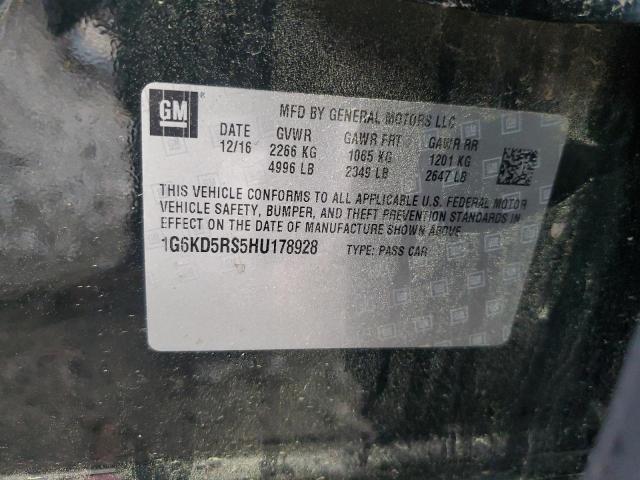 GM ®
MFD BY GENERAL MOTORS LLC
DATE GVWR GAWR FRT GAWR RR
12/16 2266 KG 1065 KG 1201 KG
4996 LB 2349 LB 2647 LB
THIS VEHICLE CONFORMS TO ALL APPLICABLE U.S. FEDERAL MOTOR
VEHICLE SAFETY, BUMPER, AND THEFT PREVENTION STANDARDS IN
EFFECT ON THE DATE OF MANUFACTURE SHOWN ABOVE.
1G6KD5RS5HU178928 TYPE: PASS CAR